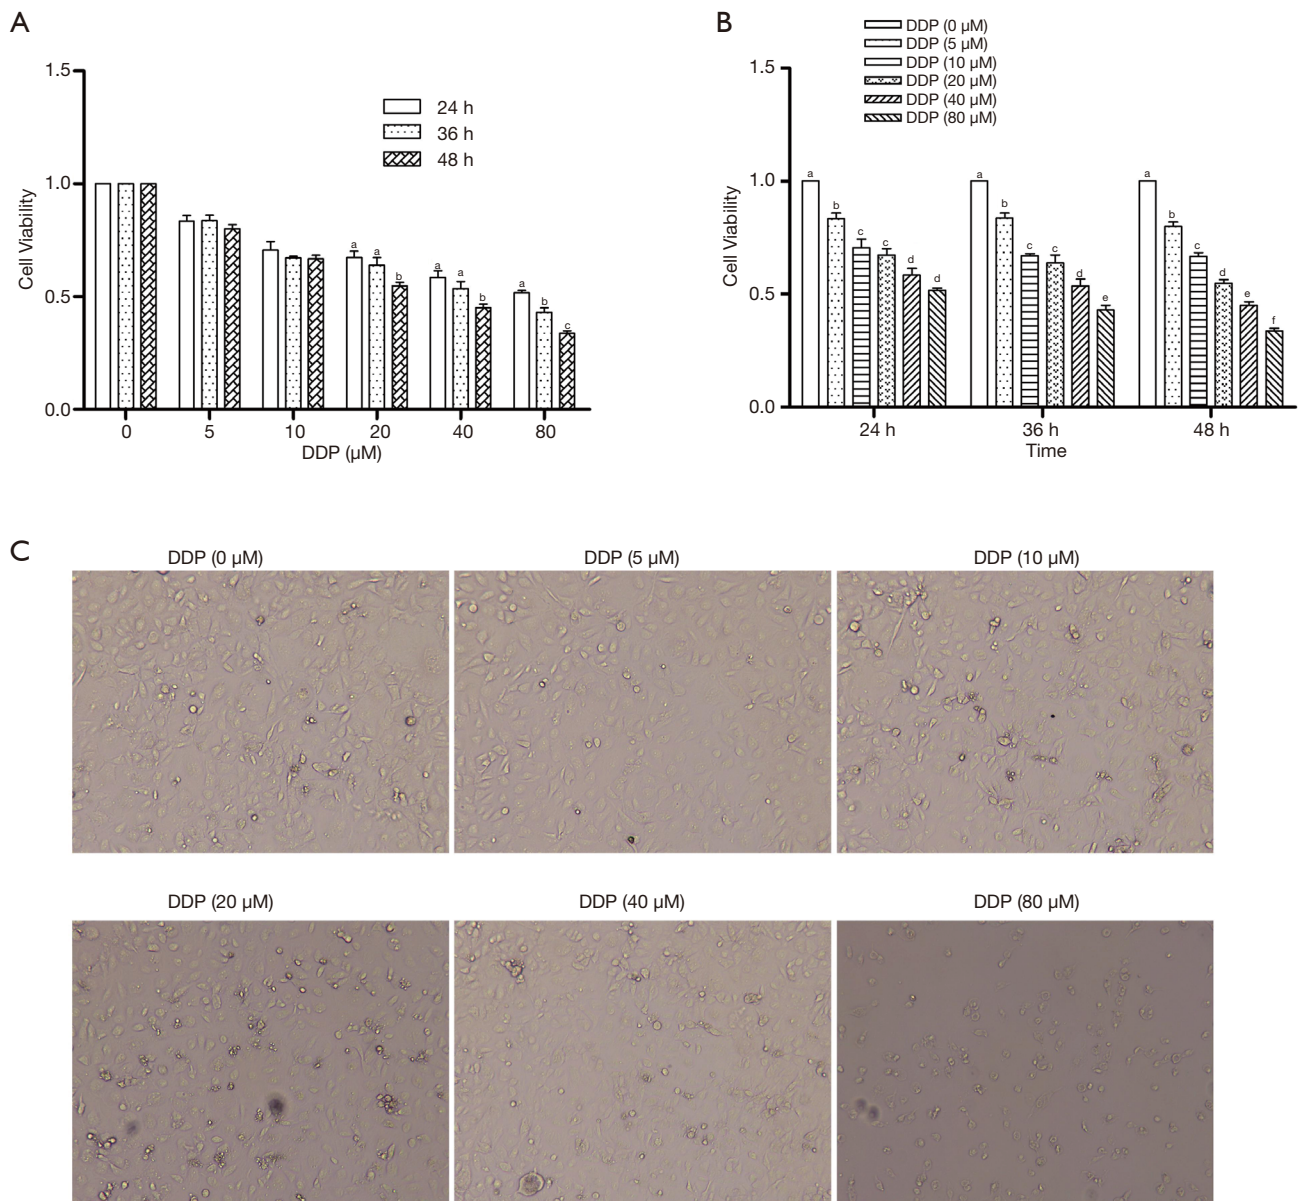 A
1.5
1.0
0.5
0.0
Cell Viability
24 h
36 h
48 h
a a b
a a b
a b c
0 5 10 20 40 80
DDP (µM)
B
DDP (0 µM)
DDP (5 µM)
DDP (10 µM)
DDP (20 µM)
DDP (40 µM)
DDP (80 µM)
1.5
1.0
0.5
0.0
Cell Viability
a b c c d d
a b c c d e
a b c d e f
24 h 36 h 48 h
Time
C
DDP (0 µM) DDP (5 µM) DDP (10 µM)
DDP (20 µM) DDP (40 µM) DDP (80 µM)